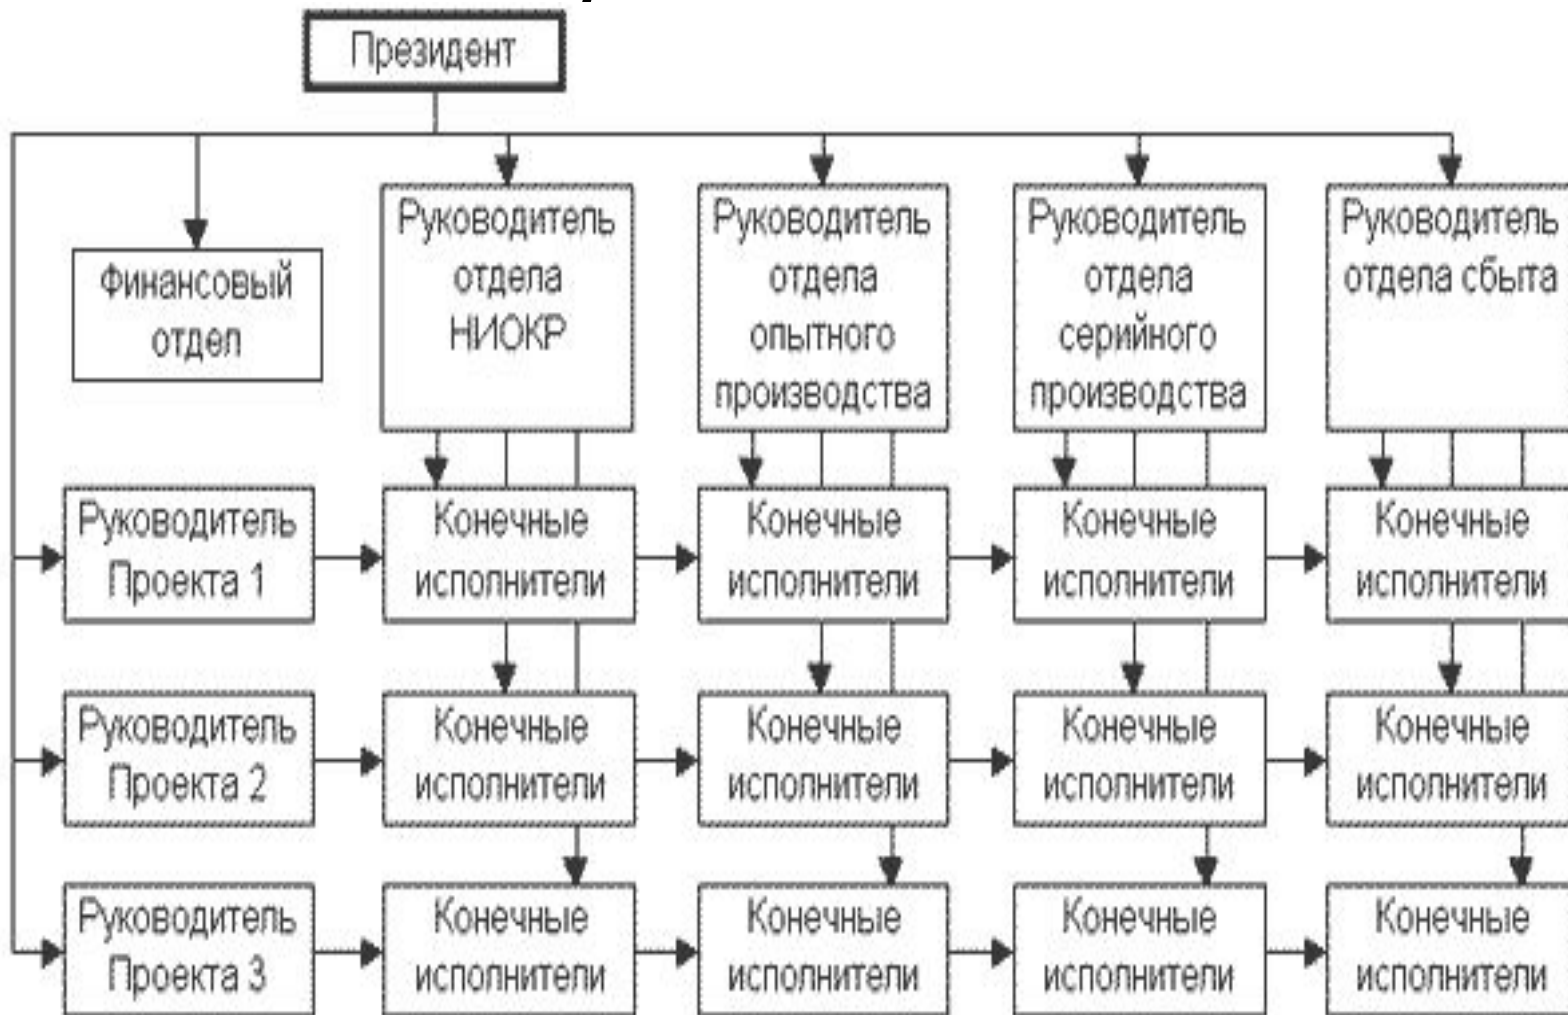 Президент
Финансовый
отдел
Руководитель
отдела
НИОКР
Руководитель
отдела
опытного
производства
Руководитель
отдела
серийного
производства
Руководитель
отдела сбыта
Руководитель
Проекта 1
Конечные
исполнители
Конечные
исполнители
Конечные
исполнители
Конечные
исполнители
Руководитель
Проекта 2
Конечные
исполнители
Конечные
исполнители
Конечные
исполнители
Конечные
исполнители
Руководитель
Проекта 3
Конечные
исполнители
Конечные
исполнители
Конечные
исполнители
Конечные
исполнители